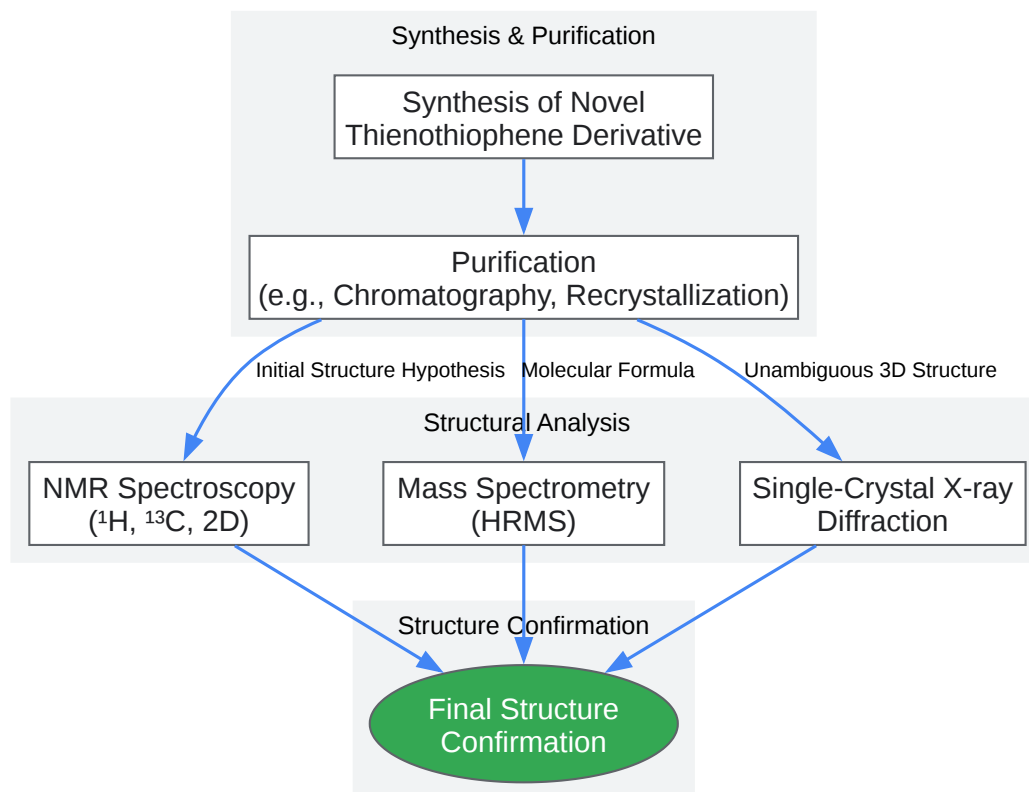 Synthesis & Purification
Synthesis of Novel
Thienothiophene Derivative
Purification
(e.g., Chromatography, Recrystallization)
Initial Structure Hypothesis
Molecular Formula
Unambiguous 3D Structure
Structural Analysis
NMR Spectroscopy
(¹H, ¹³C, 2D)
Mass Spectrometry
(HRMS)
Single-Crystal X-ray
Diffraction
Structure Confirmation
Final Structure
Confirmation